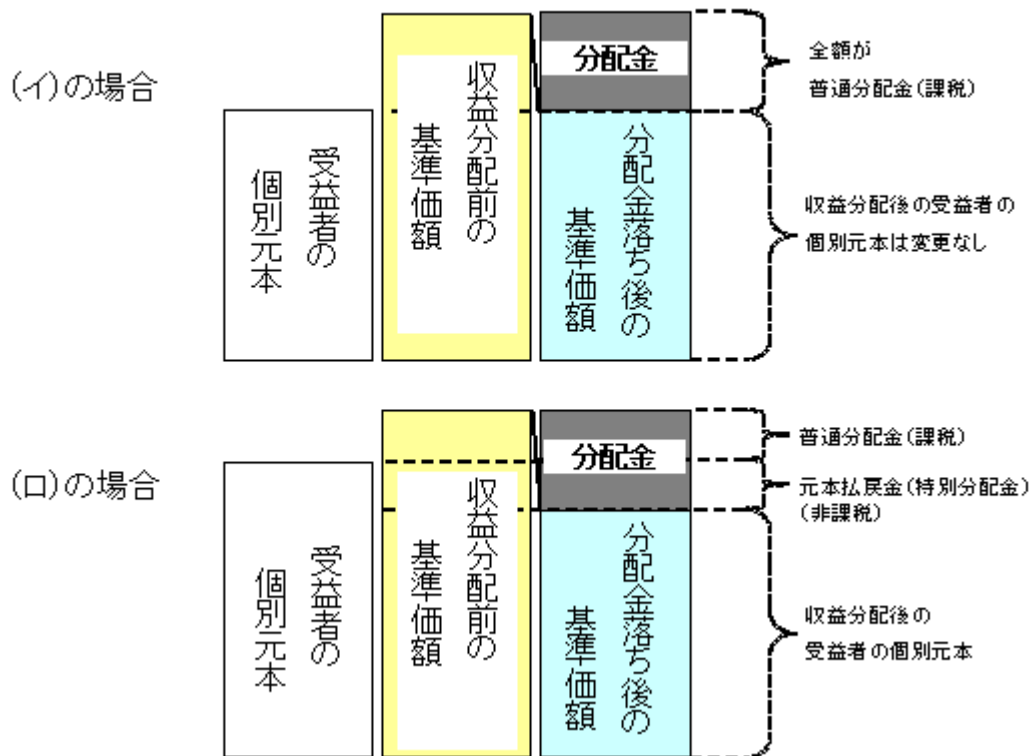 (イ)の場合
受益者の
個別元本
収益分配前の
基準価額
分配金
分配金落ち後の
基準価額
全額が
普通分配金(課税)
収益分配後の受益者の
個別元本は変更なし
(ロ)の場合
受益者の
個別元本
収益分配前の
基準価額
分配金
分配金落ち後の
基準価額
普通分配金(課税)
元本払戻金(特別分配金)
(非課税)
収益分配後の
受益者の個別元本